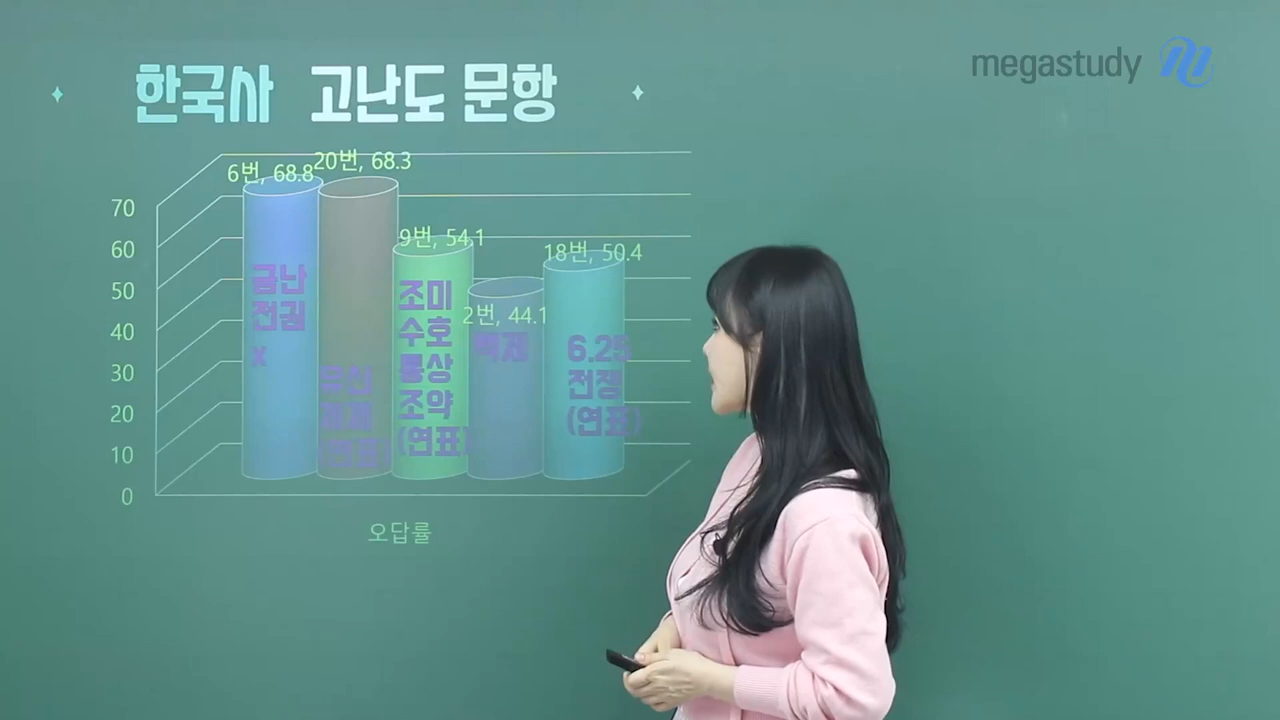 megastudy
한국사 고난도 문항
6번, 68.8
20번, 68.3
9번, 54.1
2번, 44.1
18번, 50.4
70
60
50
40
30
20
10
0
금난
전권
x
유신
체제
(연표)
조미
수호
통상
조약
(연표)
백제
6.25
전쟁
(연표)
오답률